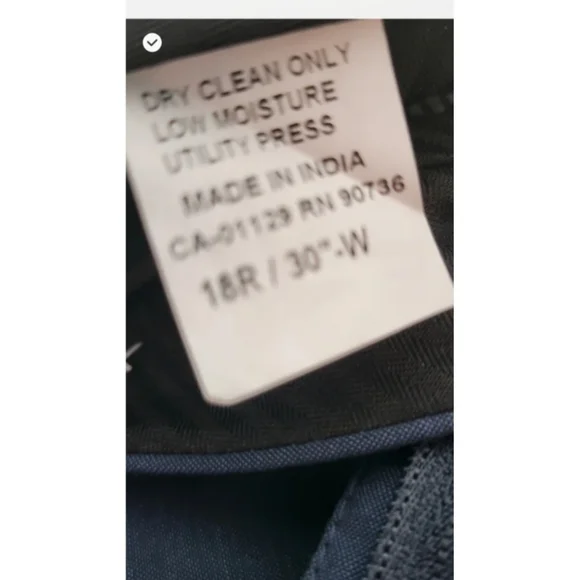 DRY CLEAN ONLY
LOW MOISTURE
UTILITY PRESS
MADE IN INDIA
CA-01129 RN 90736
18R / 30"-W